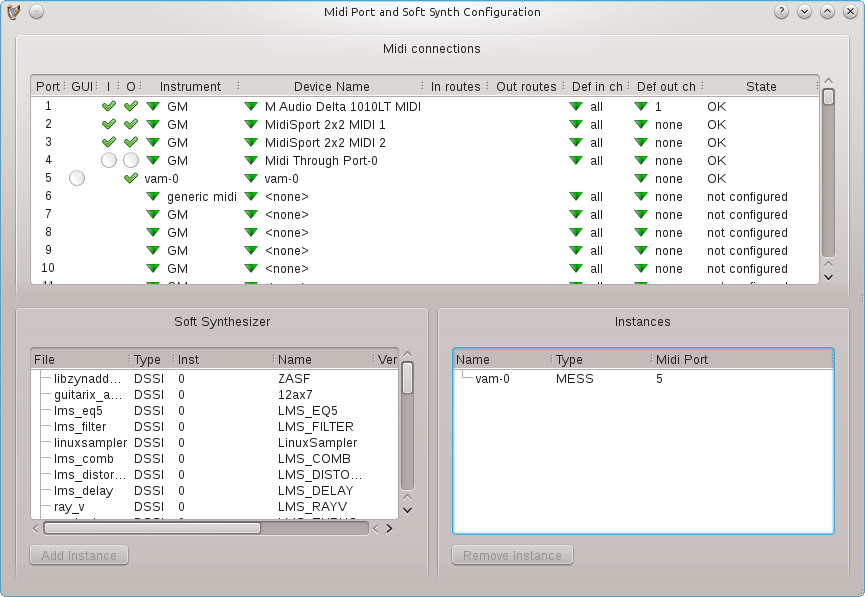 Midi Port and Soft Synth Configuration
Midi connections
Port GUI I O Instrument Device Name In routes Out routes Def in ch Def out ch State
1 GM M Audio Delta 1010LT MIDI all 1 OK
2 GM MidiSport 2x2 MIDI 1 all none OK
3 GM MidiSport 2x2 MIDI 2 all none OK
4 GM Midi Through Port-0 all none OK
5 vam-0 vam-0 none OK
6 generic midi <none> all none not configured
7 GM <none> all none not configured
8 GM <none> all none not configured
9 GM <none> all none not configured
10 GM <none> all none not configured
Soft Synthesizer
File Type Inst Name Ver
libzynadd... DSSI 0 ZASF
guitarix_a... DSSI 0 12ax7
lms_eq5 DSSI 0 LMS_EQ5
lms_filter DSSI 0 LMS_FILTER
linuxsampler DSSI 0 LinuxSampler
lms_comb DSSI 0 LMS_COMB
lms_distor... DSSI 0 LMS_DISTO...
lms_delay DSSI 0 LMS_DELAY
ray_v DSSI 0 LMS_RAYV
Add Instance
Instances
Name Type Midi Port
vam-0 MESS 5
Remove Instance